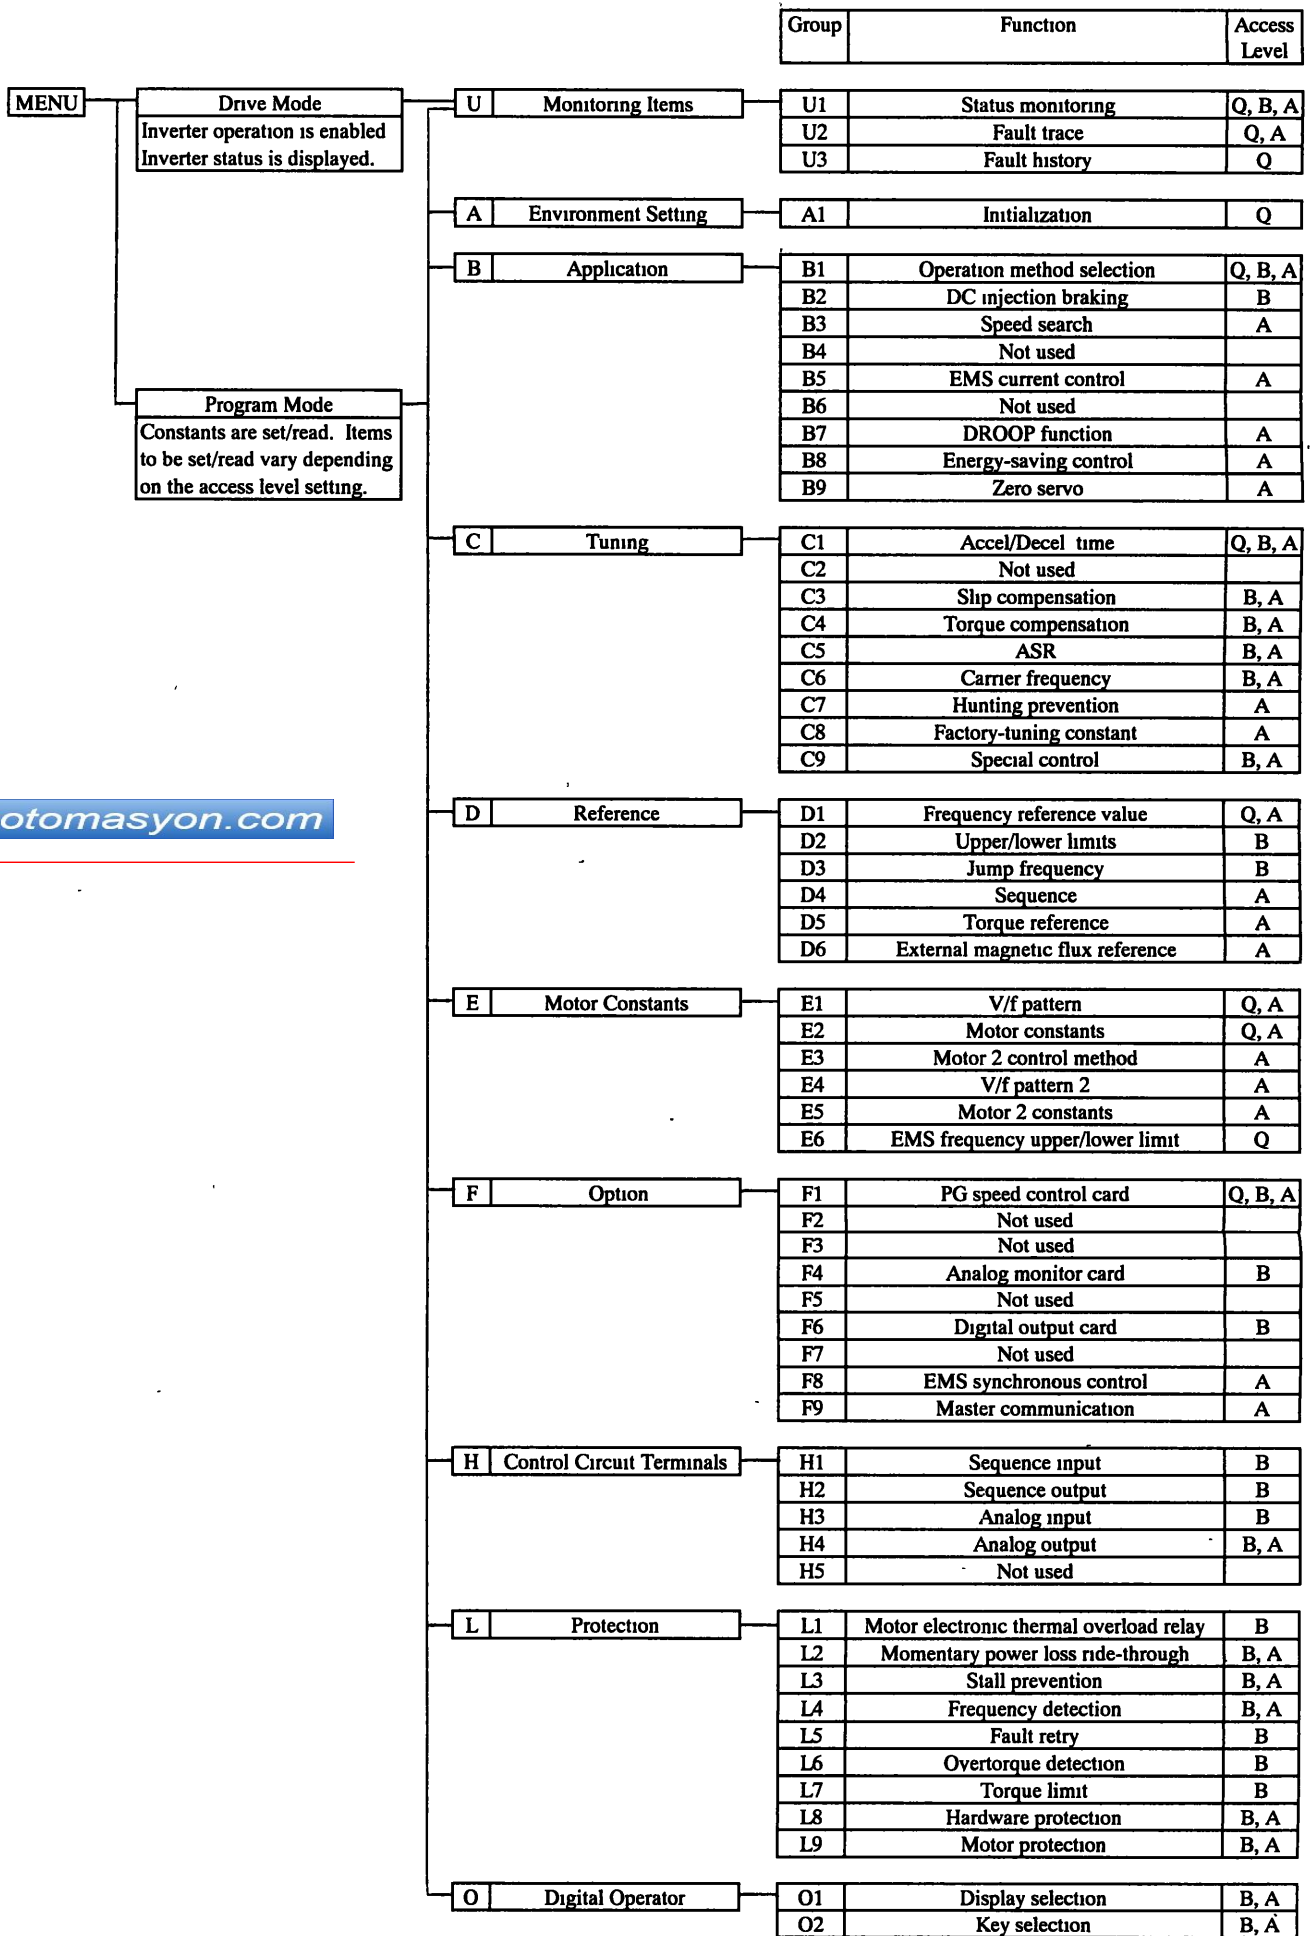 Group Function Access Level
MENU Drive Mode U Monitoring Items U1 Status monitoring Q, B, A
Inverter operation is enabled U2 Fault trace Q, A
Inverter status is displayed. U3 Fault history Q
A Environment Setting A1 Initialization Q
B Application B1 Operation method selection Q, B, A
B2 DC injection braking B
B3 Speed search A
B4 Not used
B5 EMS current control A
Program Mode B6 Not used
Constants are set/read. Items B7 DROOP function A
to be set/read vary depending B8 Energy-saving control A
on the access level setting. B9 Zero servo A
C Tuning C1 Accel/Decel time Q, B, A
C2 Not used
C3 Slip compensation B, A
C4 Torque compensation B, A
C5 ASR B, A
C6 Carrier frequency B, A
C7 Hunting prevention A
C8 Factory-tuning constant A
C9 Special control B, A
otomasyon.com
D Reference D1 Frequency reference value Q, A
D2 Upper/lower limits B
D3 Jump frequency B
D4 Sequence A
D5 Torque reference A
D6 External magnetic flux reference A
E Motor Constants E1 V/f pattern Q, A
E2 Motor constants Q, A
E3 Motor 2 control method A
E4 V/f pattern 2 A
E5 Motor 2 constants A
E6 EMS frequency upper/lower limit Q
F Option F1 PG speed control card Q, B, A
F2 Not used
F3 Not used
F4 Analog monitor card B
F5 Not used
F6 Digital output card B
F7 Not used
F8 EMS synchronous control A
F9 Master communication A
H Control Circuit Terminals H1 Sequence input B
H2 Sequence output B
H3 Analog input B
H4 Analog output B, A
H5 Not used
L Protection L1 Motor electronic thermal overload relay B
L2 Momentary power loss ride-through B, A
L3 Stall prevention B, A
L4 Frequency detection B, A
L5 Fault retry B
L6 Overtorque detection B
L7 Torque limit B
L8 Hardware protection B, A
L9 Motor protection B, A
O Digital Operator O1 Display selection B, A
O2 Key selection B, A